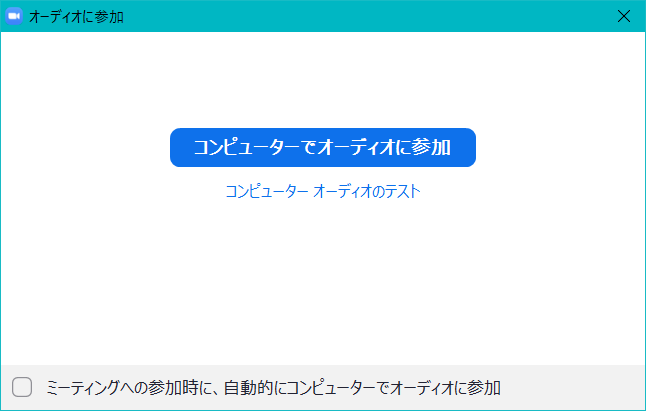 オーディオに参加
コンピューターでオーディオに参加
コンピューター オーディオのテスト
ミーティングへの参加時に、自動的にコンピューターでオーディオに参加